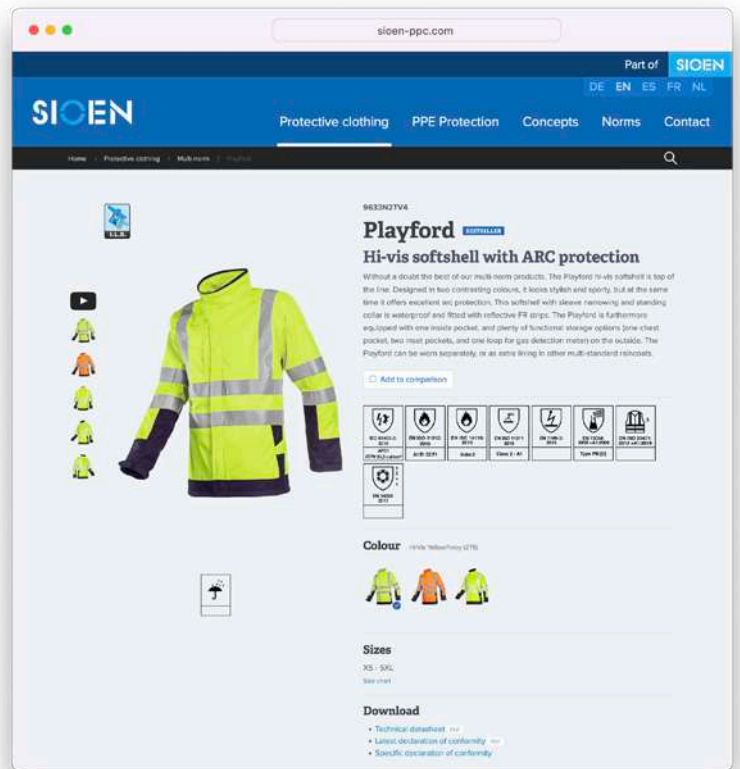 sioen-ppc.com
Part of SIOEN
DE EN ES FR NL
SIOEN
Protective clothing PPE Protection Concepts Norms Contact
Home Protective clothing Multi norm Playford
I.L.S.
9633N2TV4
Playford BESTSELLER
Hi-vis softshell with ARC protection
Without a doubt the best of our multi-norm products. The Playford hi-vis softshell is top of
the line. Designed in two contrasting colours, it looks stylish and sporty, but at the same
time it offers excellent arc protection. This softshell with sleeve narrowing and standing
collar is waterproof and fitted with reflective FR strips. The Playford is furthermore
equipped with one inside pocket, and plenty of functional storage options (one chest
pocket, two inset pockets, and one loop for gas detection meter) on the outside. The
Playford can be worn separately, or as extra lining in other multi-standard raincoats.
Add to comparison
Colour
Sizes
XS - 5XL
Size chart
Download
• Technical datasheet
• Latest declaration of conformity
• Specific declaration of conformity